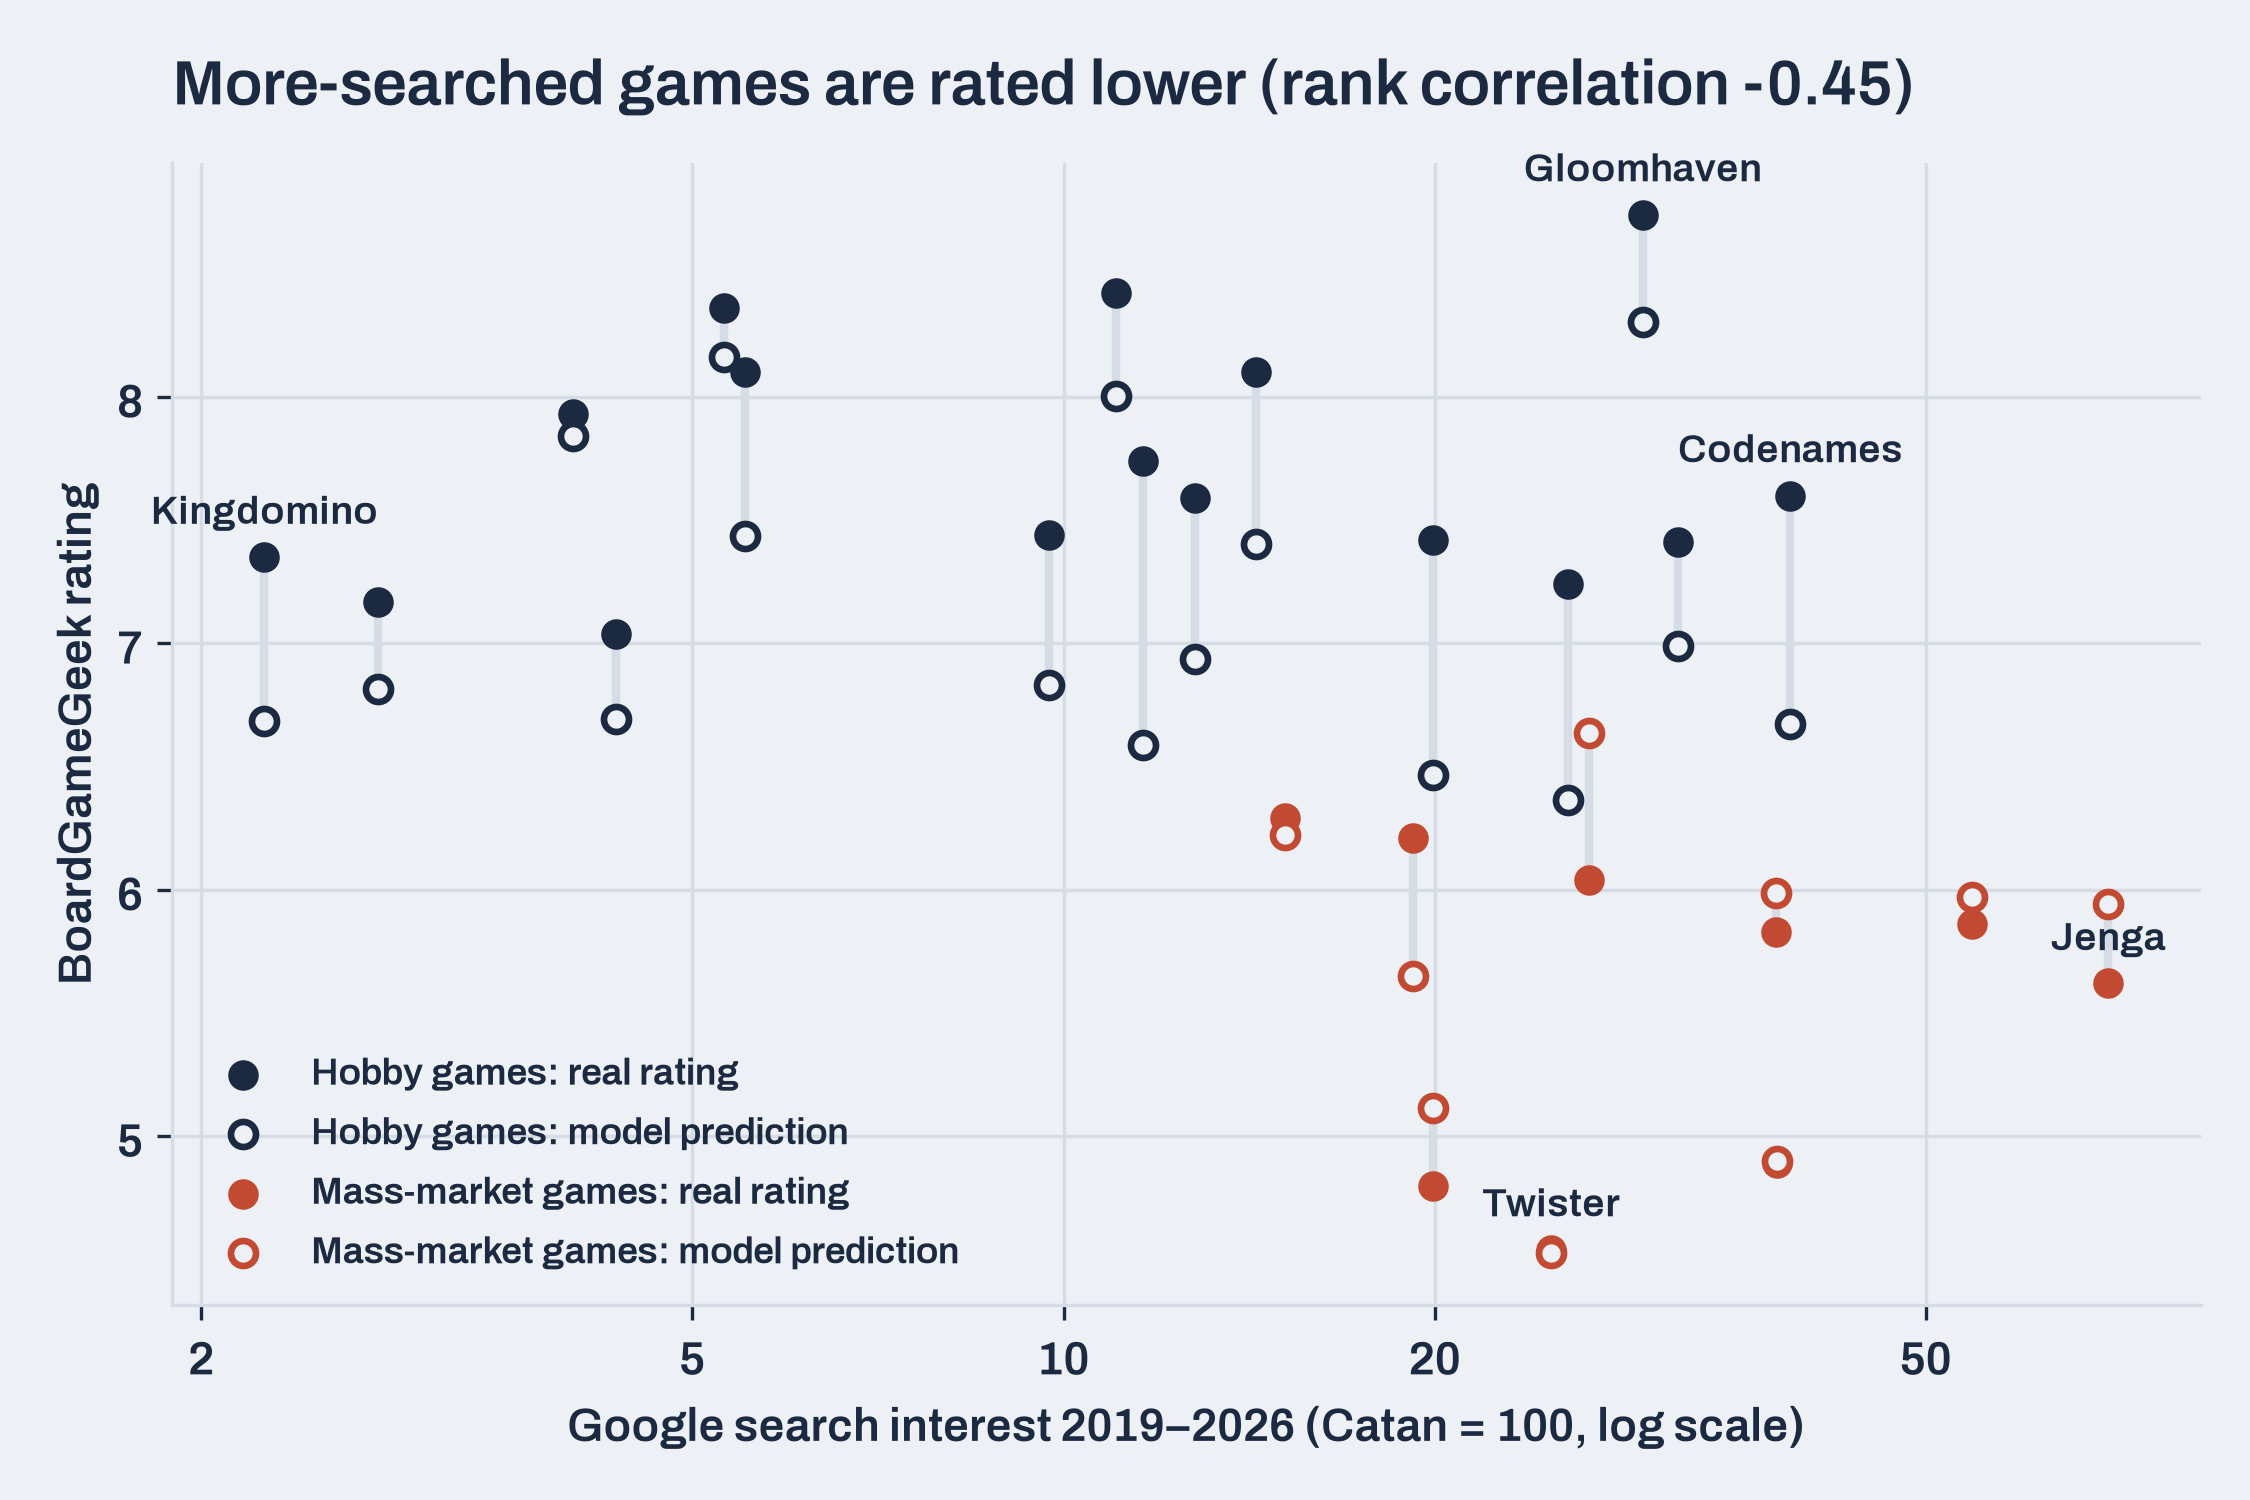 More-searched games are rated lower (rank correlation -0.45)
Gloomhaven
Codenames
Kingdomino
Jenga
Twister
BoardGameGeek rating
8
7
6
5
Hobby games: real rating
Hobby games: model prediction
Mass-market games: real rating
Mass-market games: model prediction
2 5 10 20 50
Google search interest 2019–2026 (Catan = 100, log scale)